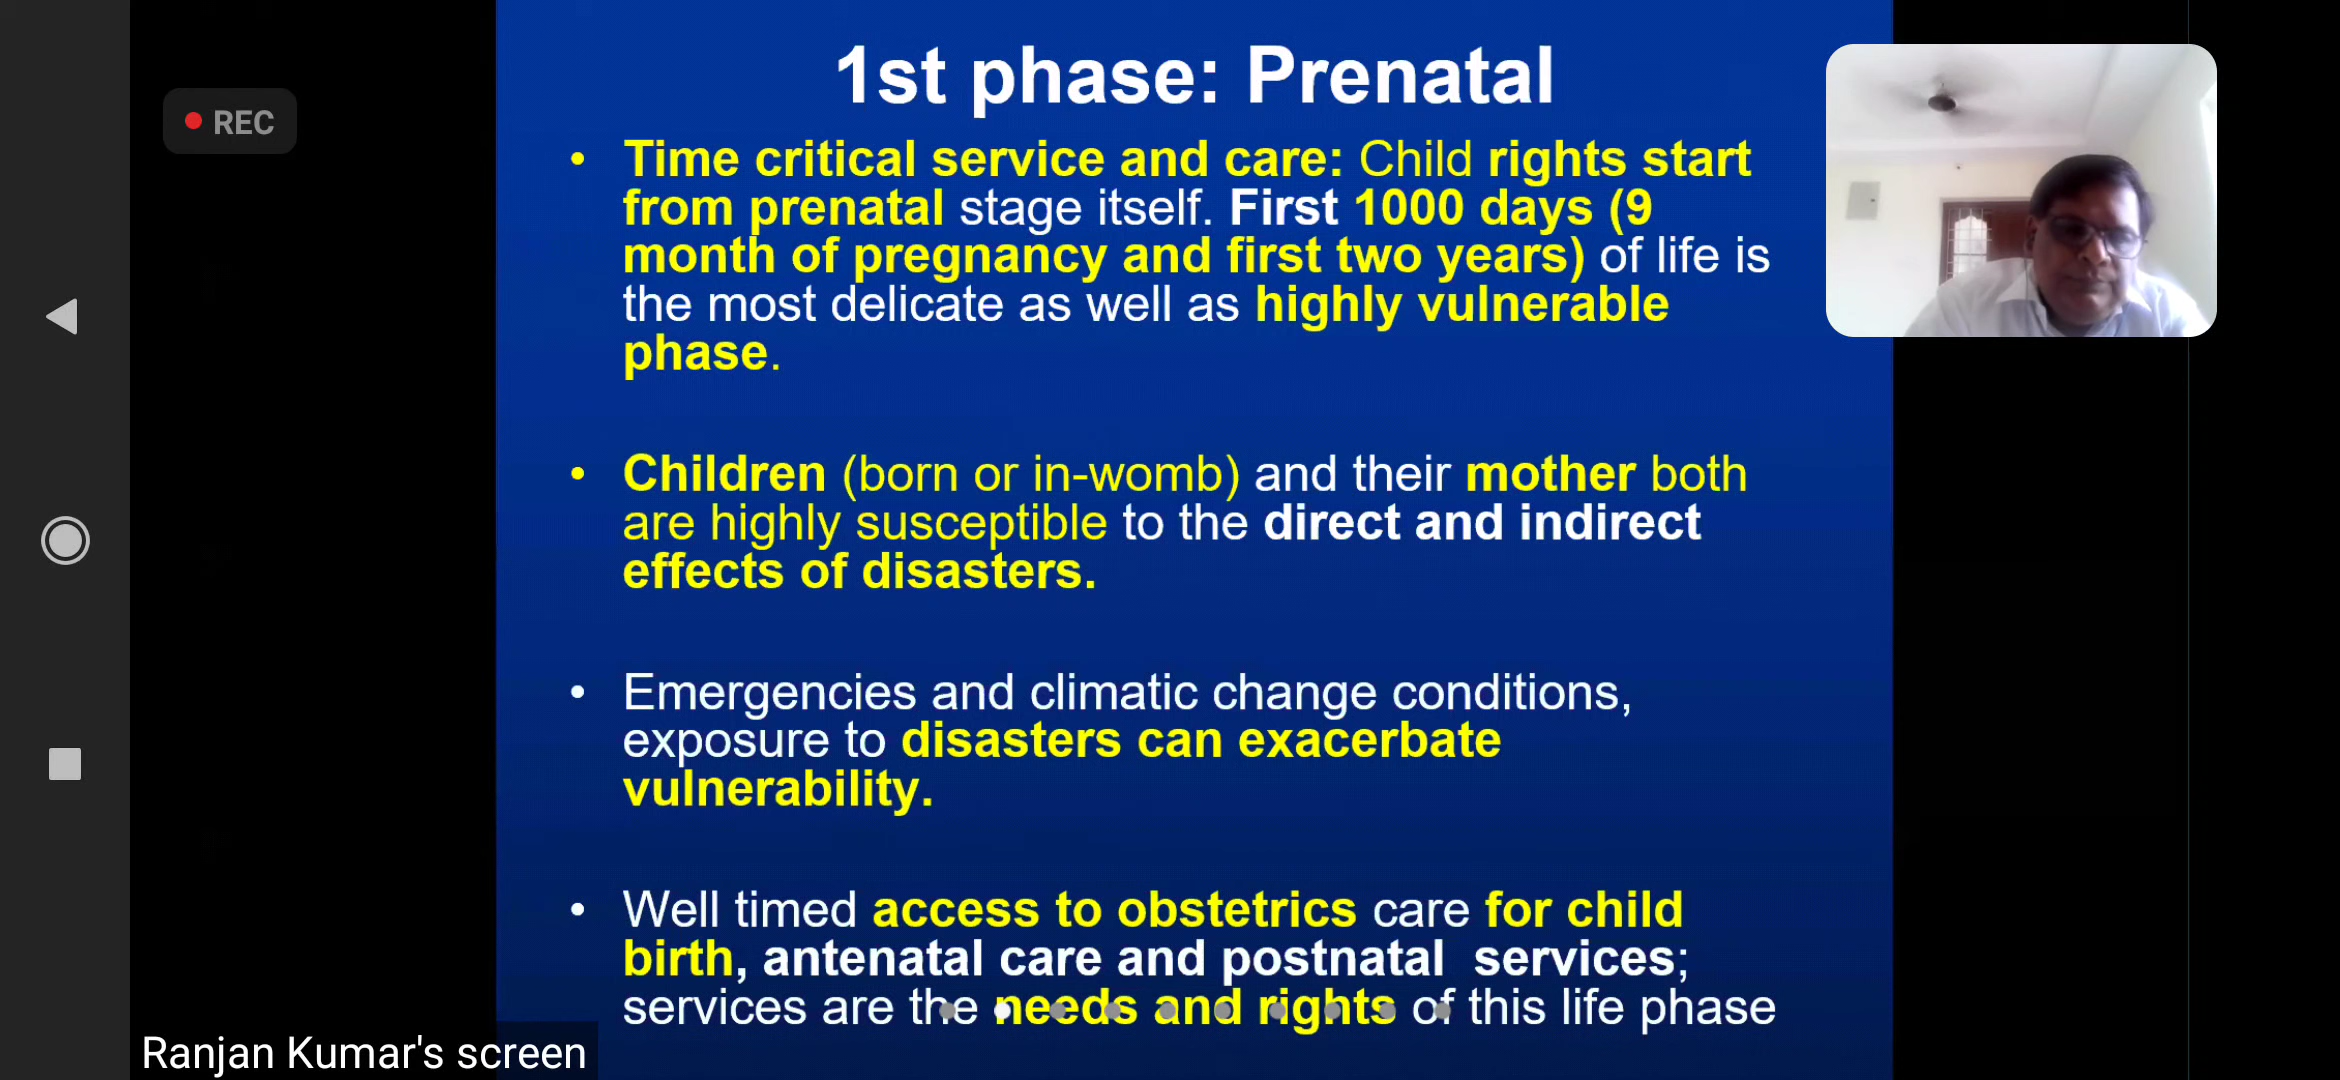 1st phase: Prenatal
REC
• Time critical service and care: Child rights start
from prenatal stage itself. First 1000 days (9
month of pregnancy and first two years) of life is
the most delicate as well as highly vulnerable
phase.
• Children (born or in-womb) and their mother both
are highly susceptible to the direct and indirect
effects of disasters.
• Emergencies and climatic change conditions,
exposure to disasters can exacerbate
vulnerability.
• Well timed access to obstetrics care for child
birth, antenatal care and postnatal  services;
services are the needs and rights of this life phase
Ranjan Kumar's screen